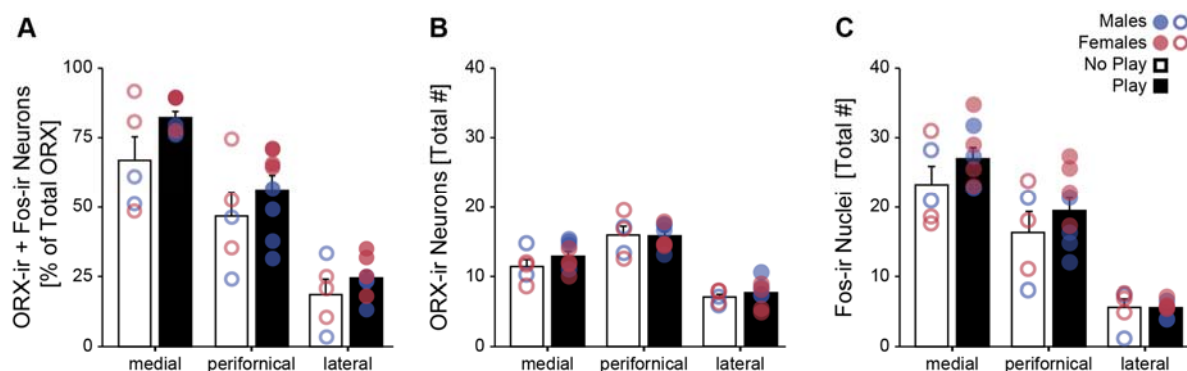 A
ORX-ir + Fos-ir Neurons
[% of Total ORX]
100
75
50
25
0
medial
perifornical
lateral
B
ORX-ir Neurons [Total #]
40
30
20
10
0
medial
perifornical
lateral
C
Fos-ir Nuclei [Total #]
40
30
20
10
0
medial
perifornical
lateral
Males
Females
No Play
Play